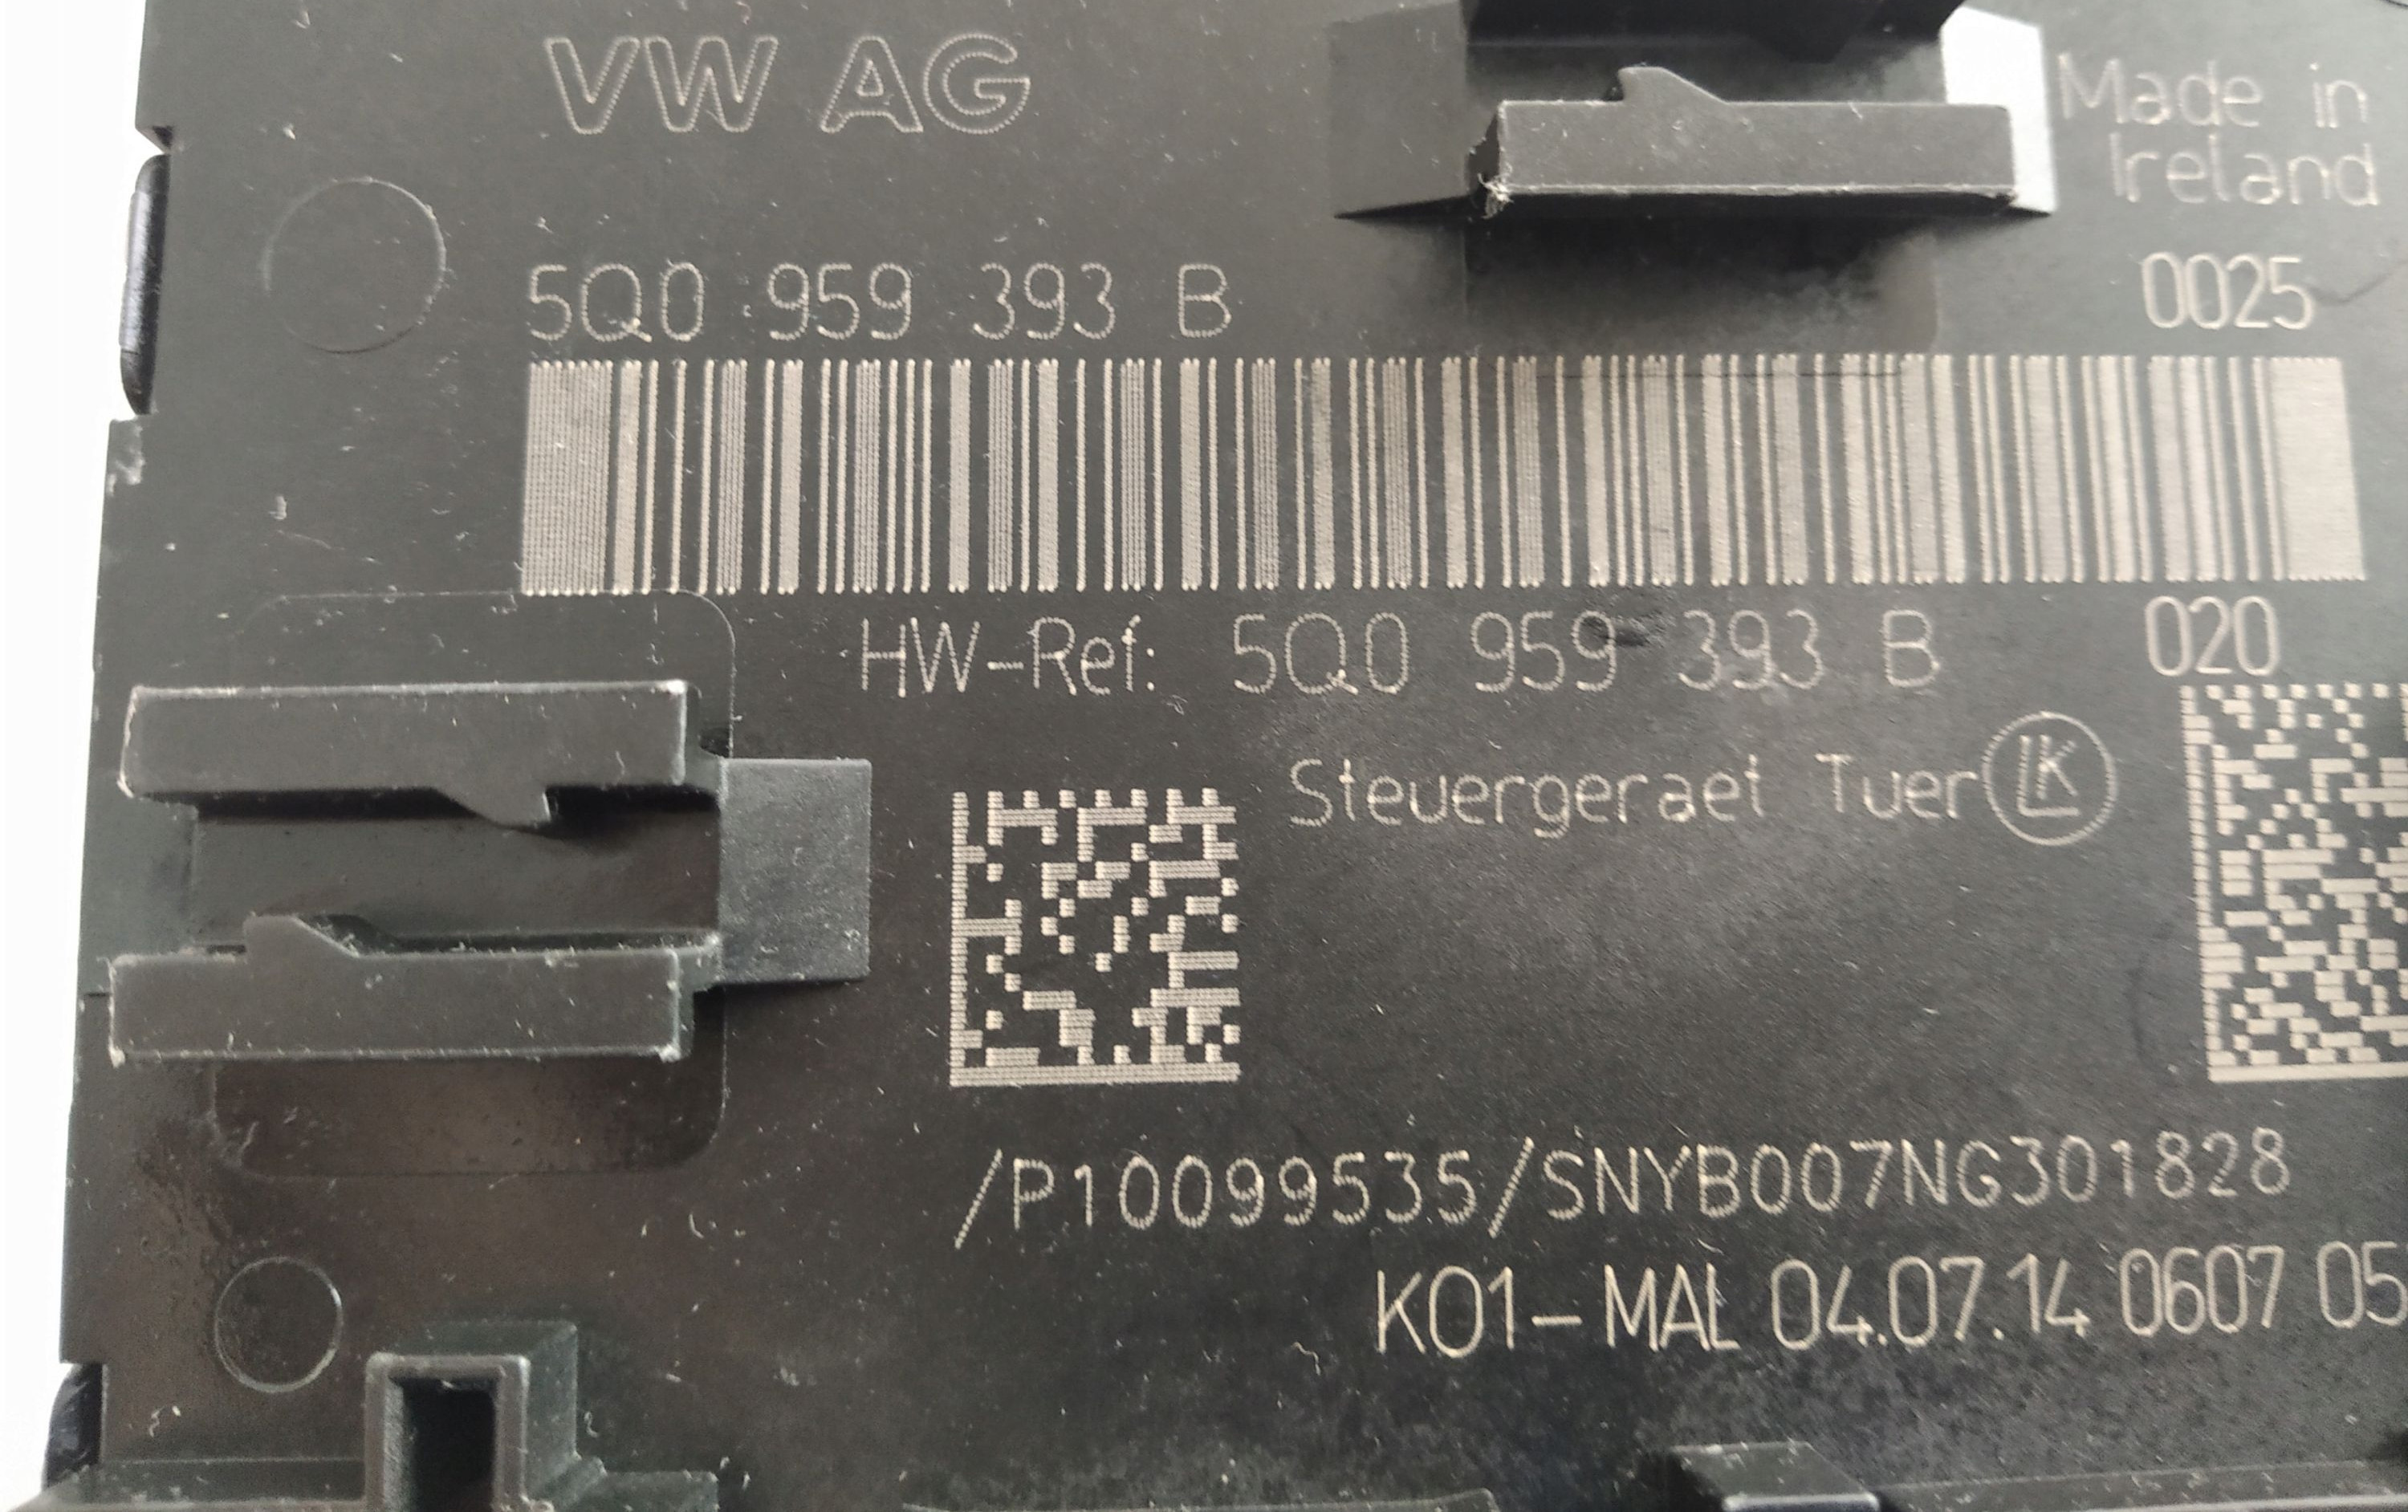 VW AG
Made in
Ireland
5Q0 959 393 B
0025
HW-Ref: 5Q0 959 393 B
020
Steuergeraet Tuer LK
/P10099535/SNYB007NG301828
K01-MAL 04.07.14 0607 05